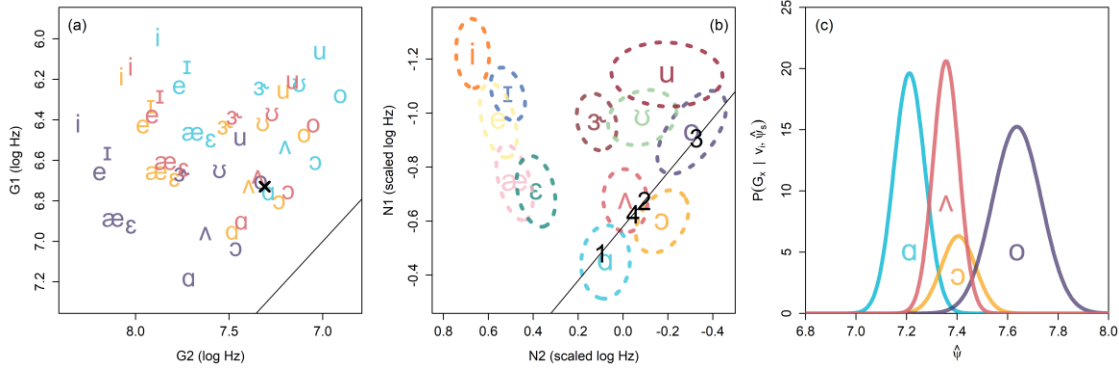 (a)
G1 (log Hz)
6.0
6.2
6.4
6.6
6.8
7.0
7.2
i u
i i ɪ
e ɪ u ʊ o
ɪ e ɝ u
i e ɝ ʊ ʊ o
æ ɛ u o
ɪ æ ɛ ʌ ɔ
e æ ɛ ɝ ʊ ʌ
ʌ o ɑ ɔ
æ ɛ ɔ
ʌ ɑ ɑ
ɔ
ɑ
8.0 7.5 7.0
G2 (log Hz)
(b)
N1 (scaled log Hz)
-1.2
-1.0
-0.8
-0.6
-0.4
i
u
ɪ
e ɝ ʊ
o
3
æ ɛ
ʌ 2
4 ɔ
1
ɑ
0.8 0.6 0.4 0.2 0.0 -0.2 -0.4
N2 (scaled log Hz)
(c)
P(Gₓ | vᵢ, ψ̂ₛ)
25
20
15
10
5
0
ʌ
ɑ o
ɔ
6.8 7.0 7.2 7.4 7.6 7.8 8.0
ψ̂